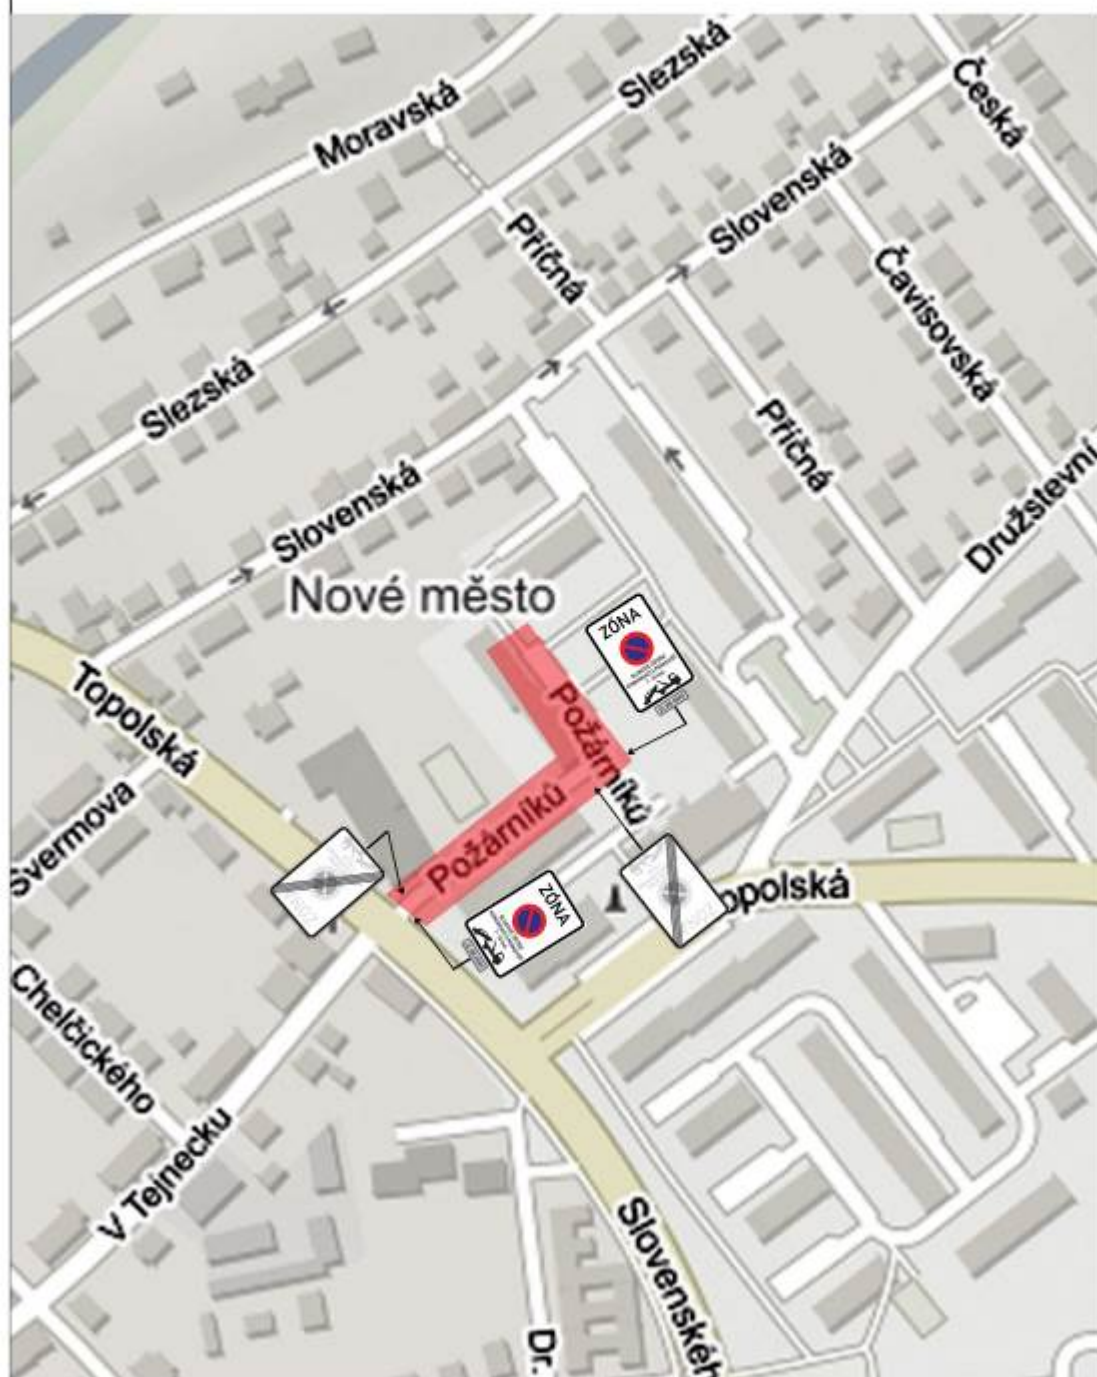 Slezská
Česká
Moravská
Slovenská
Příčná
Čavisovská
Slezská
Příčná
Družstevní
Slovenská
Nové město
ZÓNA
Topolská
Požárníků
Švermova
Požárníků
Topolská
ZÓNA
Chelčického
V Tejnecku
Slovenskéh
Dr.